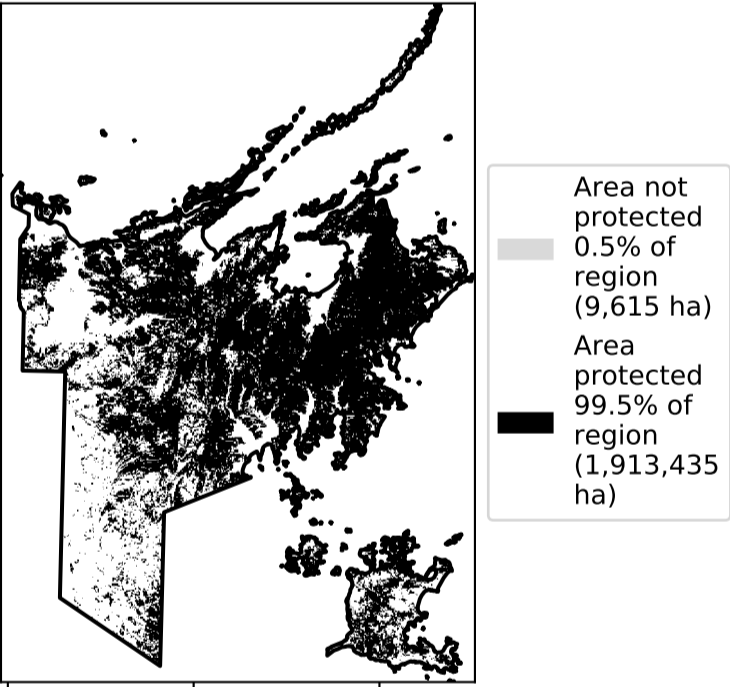 Area not
protected
0.5% of
region
(9,615 ha)
Area
protected
99.5% of
region
(1,913,435
ha)